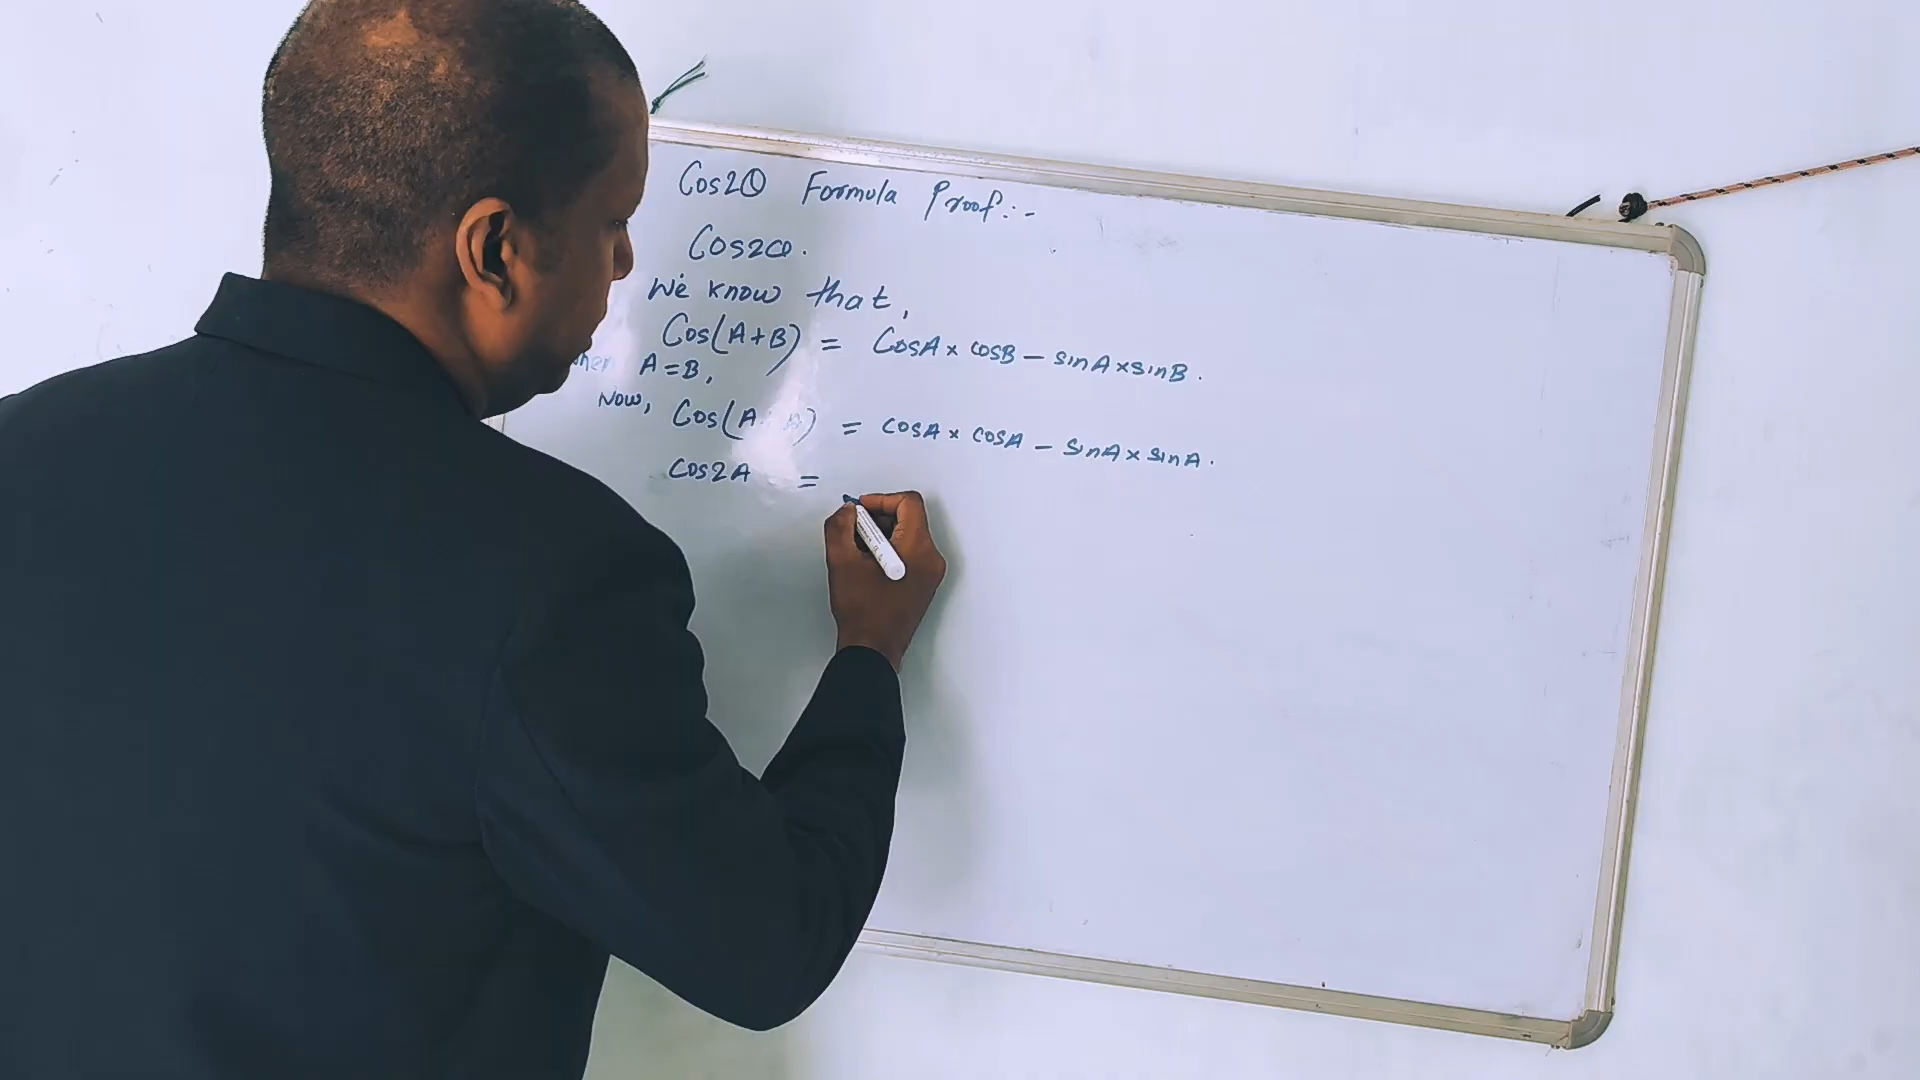 Cos2θ Formula Proof:-
Cos2θ.
We know that,
Cos(A+B) = CosA × cosB - sinA × sinB.
when A=B,
Now, Cos(A+A) = cosA × cosA - sinA × sinA.
Cos2A =